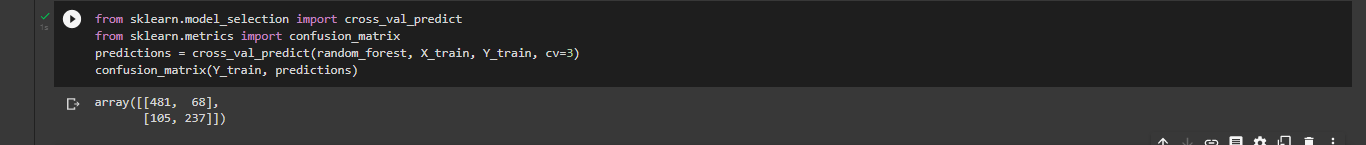 from sklearn.model_selection import cross_val_predict
1s
from sklearn.metrics import confusion_matrix
predictions = cross_val_predict(random_forest, X_train, Y_train, cv=3)
confusion_matrix(Y_train, predictions)
array([[481,  68],
       [105, 237]])